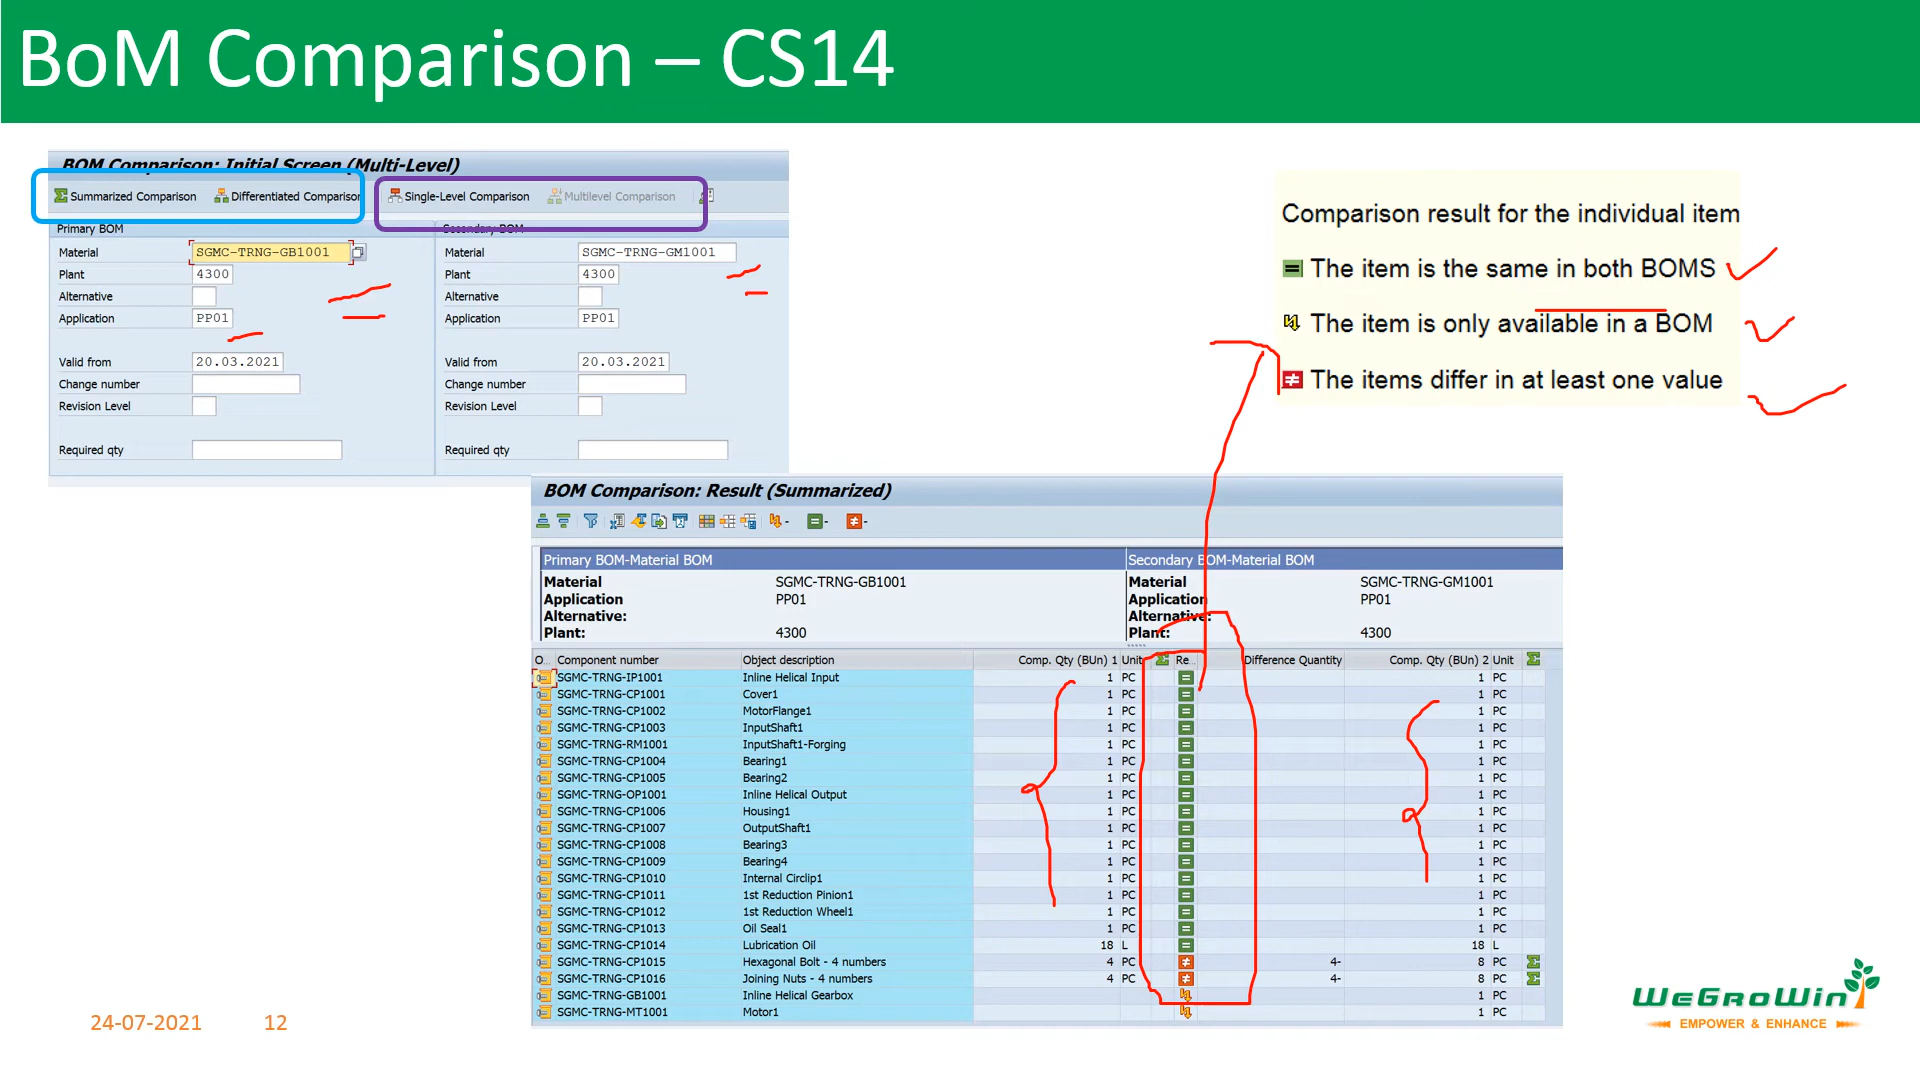 BoM Comparison – CS14
BOM Comparison: Initial Screen (Multi-Level)
Summarized Comparison Differentiated Comparison Single-Level Comparison Multilevel Comparison
Primary BOM Secondary BOM
Material SGMC-TRNG-GB1001 Material SGMC-TRNG-GM1001
Plant 4300 Plant 4300
Alternative Alternative
Application PP01 Application PP01
Valid from 20.03.2021 Valid from 20.03.2021
Change number Change number
Revision Level Revision Level
Required qty Required qty
Comparison result for the individual item
The item is the same in both BOMS
The item is only available in a BOM
The items differ in at least one value
BOM Comparison: Result (Summarized)
Primary BOM-Material BOM Secondary BOM-Material BOM
Material SGMC-TRNG-GB1001 Material SGMC-TRNG-GM1001
Application PP01 Application PP01
Alternative: Alternative:
Plant: 4300 Plant: 4300
O.. Component number Object description Comp. Qty (BUn) 1 Unit Re.. Difference Quantity Comp. Qty (BUn) 2 Unit
SGMC-TRNG-IP1001 Inline Helical Input 1 PC = 1 PC
SGMC-TRNG-CP1001 Cover1 1 PC = 1 PC
SGMC-TRNG-CP1002 MotorFlange1 1 PC = 1 PC
SGMC-TRNG-CP1003 InputShaft1 1 PC = 1 PC
SGMC-TRNG-RM1001 InputShaft1-Forging 1 PC = 1 PC
SGMC-TRNG-CP1004 Bearing1 1 PC = 1 PC
SGMC-TRNG-CP1005 Bearing2 1 PC = 1 PC
SGMC-TRNG-OP1001 Inline Helical Output 1 PC = 1 PC
SGMC-TRNG-CP1006 Housing1 1 PC = 1 PC
SGMC-TRNG-CP1007 OutputShaft1 1 PC = 1 PC
SGMC-TRNG-CP1008 Bearing3 1 PC = 1 PC
SGMC-TRNG-CP1009 Bearing4 1 PC = 1 PC
SGMC-TRNG-CP1010 Internal Circlip1 1 PC = 1 PC
SGMC-TRNG-CP1011 1st Reduction Pinion1 1 PC = 1 PC
SGMC-TRNG-CP1012 1st Reduction Wheel1 1 PC = 1 PC
SGMC-TRNG-CP1013 Oil Seal1 1 PC = 1 PC
SGMC-TRNG-CP1014 Lubrication Oil 18 L = 18 L
SGMC-TRNG-CP1015 Hexagonal Bolt - 4 numbers 4 PC ≠ 4- 8 PC
SGMC-TRNG-CP1016 Joining Nuts - 4 numbers 4 PC ≠ 4- 8 PC
SGMC-TRNG-GB1001 Inline Helical Gearbox 1 PC
SGMC-TRNG-MT1001 Motor1 1 PC
24-07-2021 12
WeGroWin
EMPOWER & ENHANCE